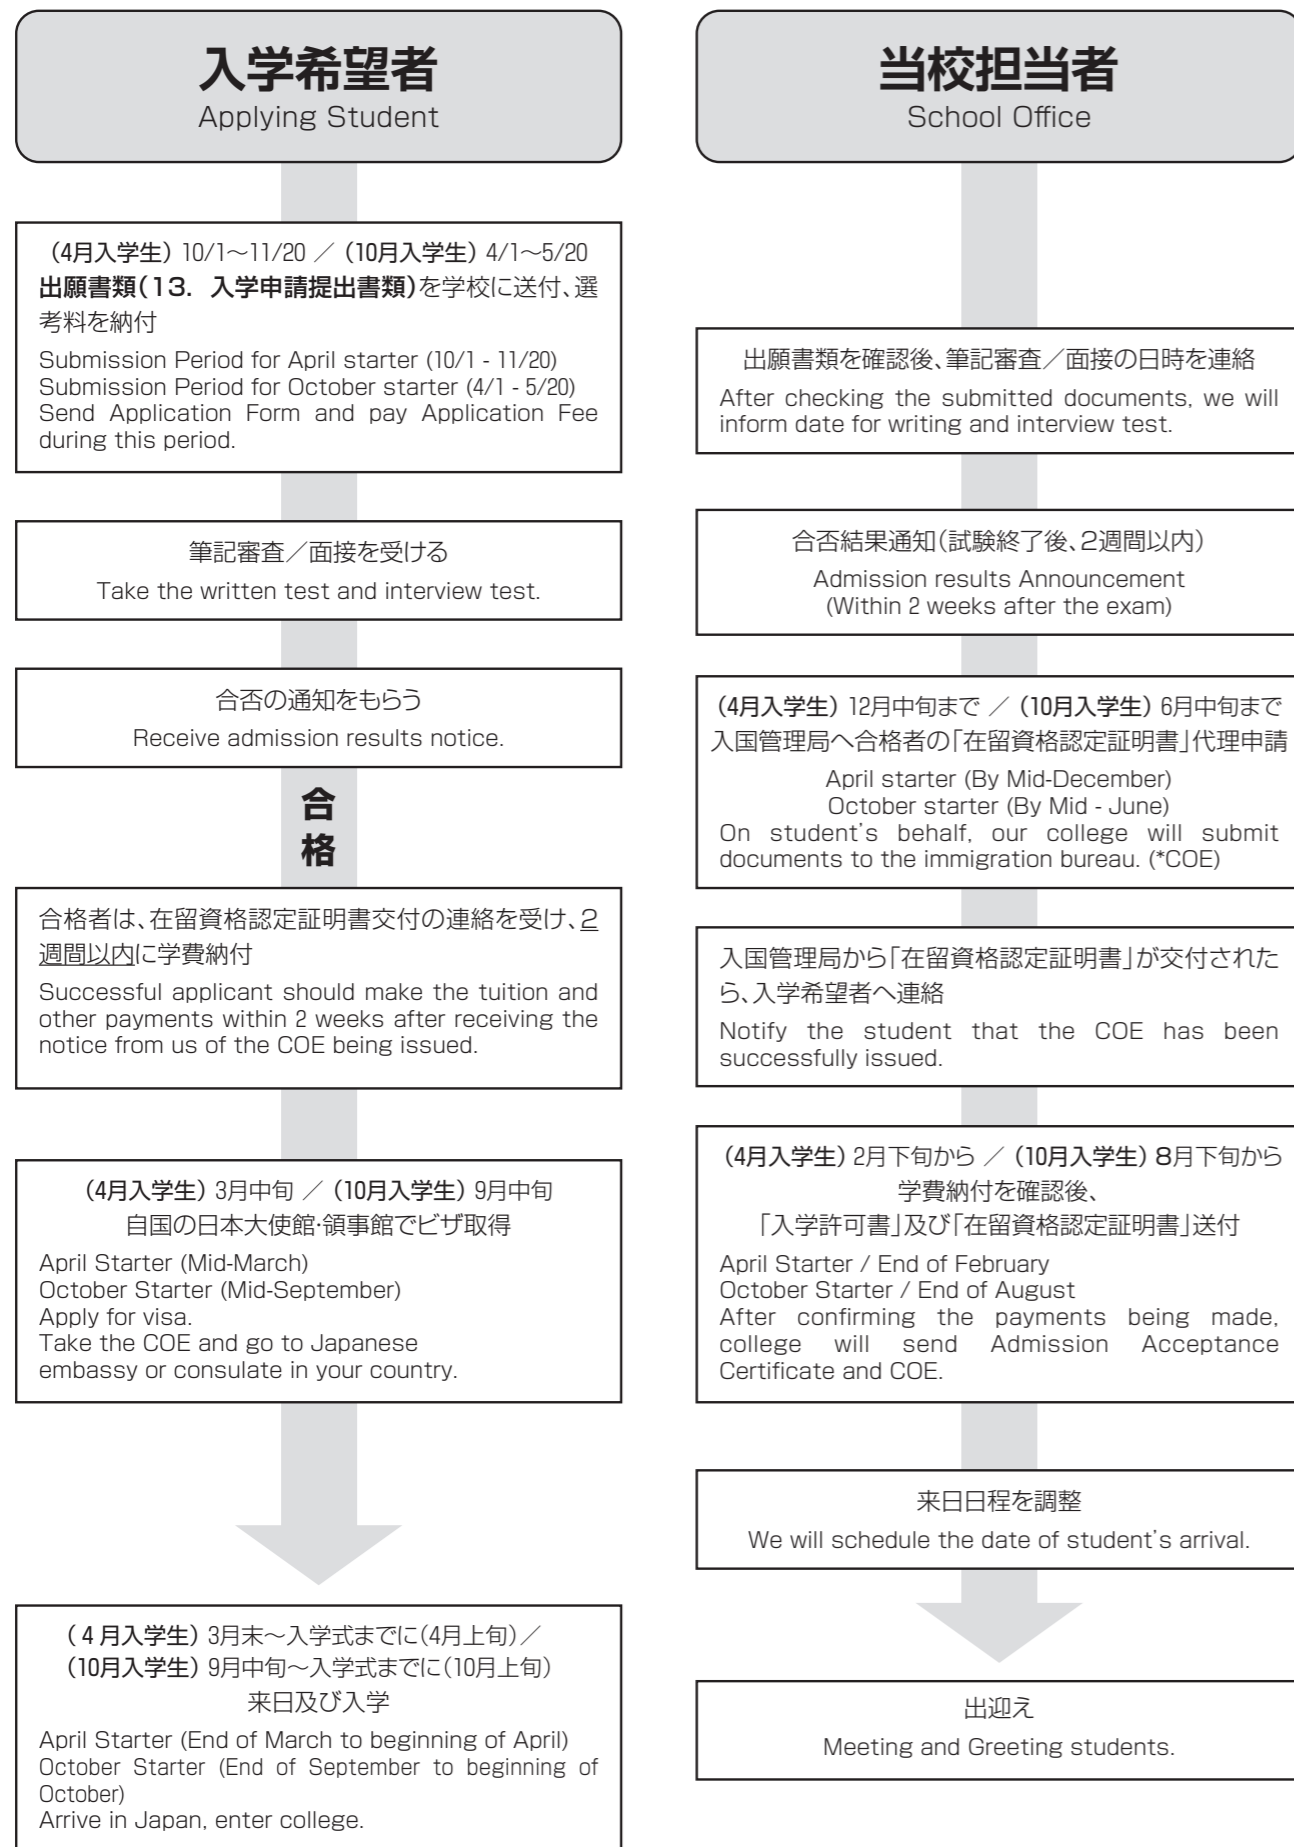 入学希望者
Applying Student
(4月入学生) 10/1～11/20 ／ (10月入学生) 4/1～5/20
出願書類(13. 入学申請提出書類)を学校に送付、選
考料を納付
Submission Period for April starter (10/1 - 11/20)
Submission Period for October starter (4/1 - 5/20)
Send Application Form and pay Application Fee
during this period.
筆記審査／面接を受ける
Take the written test and interview test.
合否の通知をもらう
Receive admission results notice.
合
格
合格者は、在留資格認定証明書交付の連絡を受け、2
週間以内に学費納付
Successful applicant should make the tuition and
other payments within 2 weeks after receiving the
notice from us of the COE being issued.
(4月入学生) 3月中旬 ／ (10月入学生) 9月中旬
自国の日本大使館・領事館でビザ取得
April Starter (Mid-March)
October Starter (Mid-September)
Apply for visa.
Take the COE and go to Japanese
embassy or consulate in your country.
( 4 月入学生) 3月末～入学式までに(4月上旬)／
(10月入学生) 9月中旬～入学式までに(10月上旬)
来日及び入学
April Starter (End of March to beginning of April)
October Starter (End of September to beginning of
October)
Arrive in Japan, enter college.
当校担当者
School Office
出願書類を確認後、筆記審査／面接の日時を連絡
After checking the submitted documents, we will
inform date for writing and interview test.
合否結果通知(試験終了後、2週間以内)
Admission results Announcement
(Within 2 weeks after the exam)
(4月入学生) 12月中旬まで ／ (10月入学生) 6月中旬まで
入国管理局へ合格者の「在留資格認定証明書」代理申請
April starter (By Mid-December)
October starter (By Mid - June)
On student's behalf, our college will submit
documents to the immigration bureau. (*COE)
入国管理局から「在留資格認定証明書」が交付された
ら、入学希望者へ連絡
Notify the student that the COE has been
successfully issued.
(4月入学生) 2月下旬から ／ (10月入学生) 8月下旬から
学費納付を確認後、
「入学許可書」及び「在留資格認定証明書」送付
April Starter / End of February
October Starter / End of August
After confirming the payments being made,
college will send Admission Acceptance
Certificate and COE.
来日日程を調整
We will schedule the date of student's arrival.
出迎え
Meeting and Greeting students.